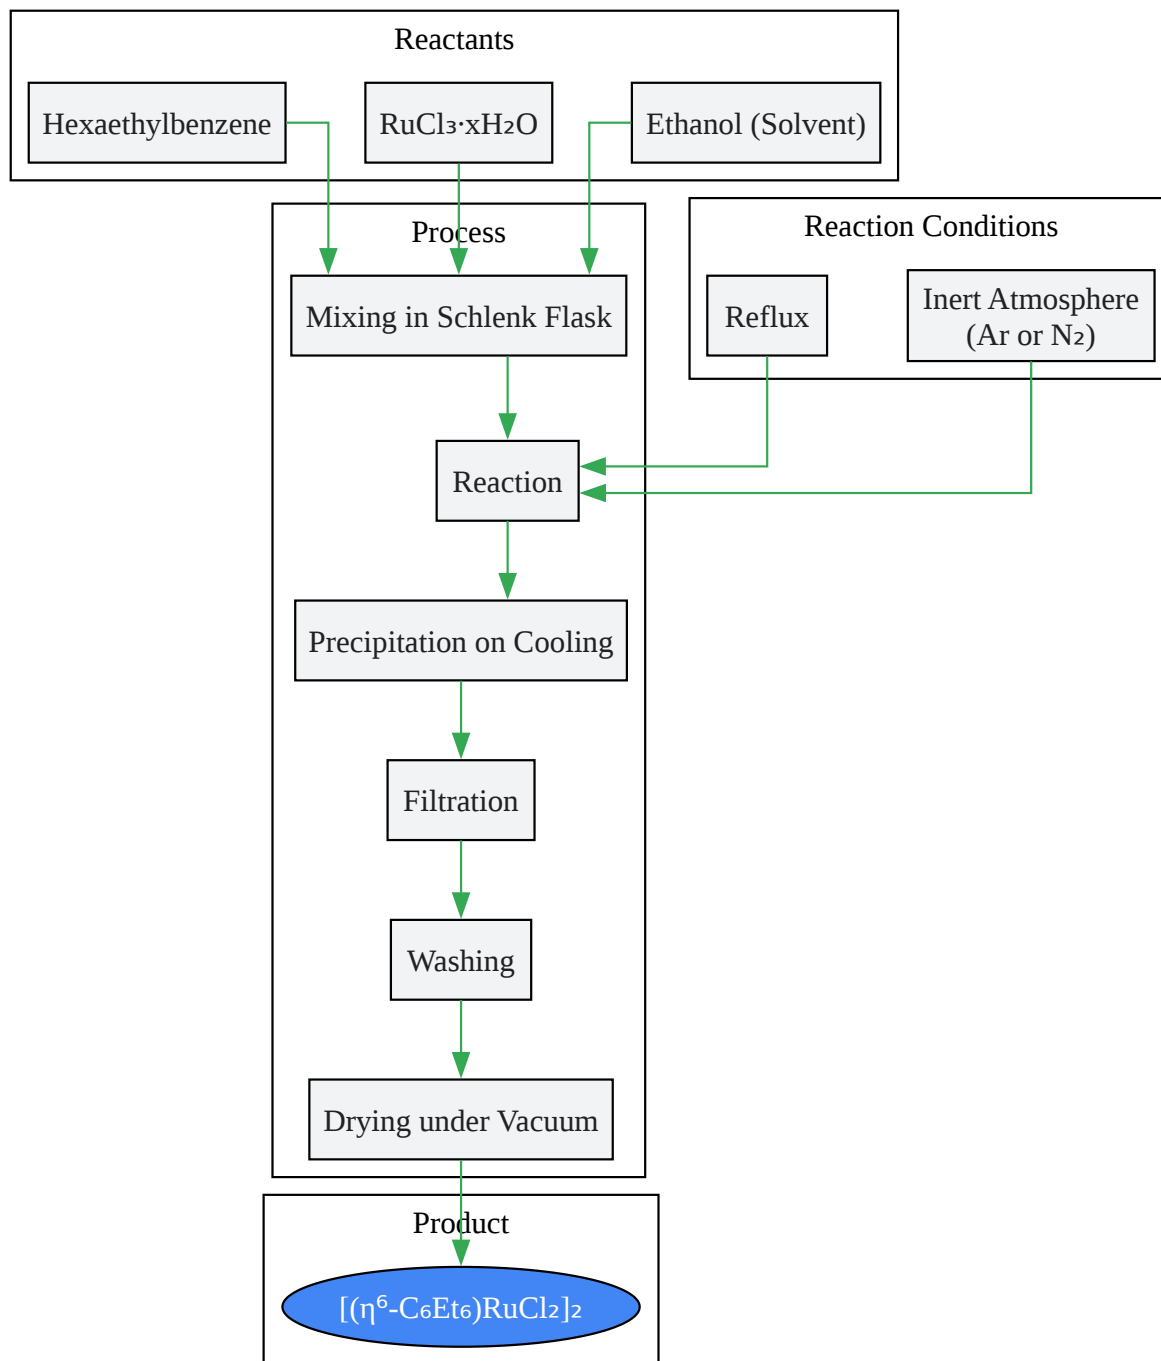 Reactants
Hexaethylbenzene
RuCl₃·xH₂O
Ethanol (Solvent)
Process
Reaction Conditions
Mixing in Schlenk Flask
Reflux
Inert Atmosphere
(Ar or N₂)
Reaction
Precipitation on Cooling
Filtration
Washing
Drying under Vacuum
Product
[(η⁶-C₆Et₆)RuCl₂]₂